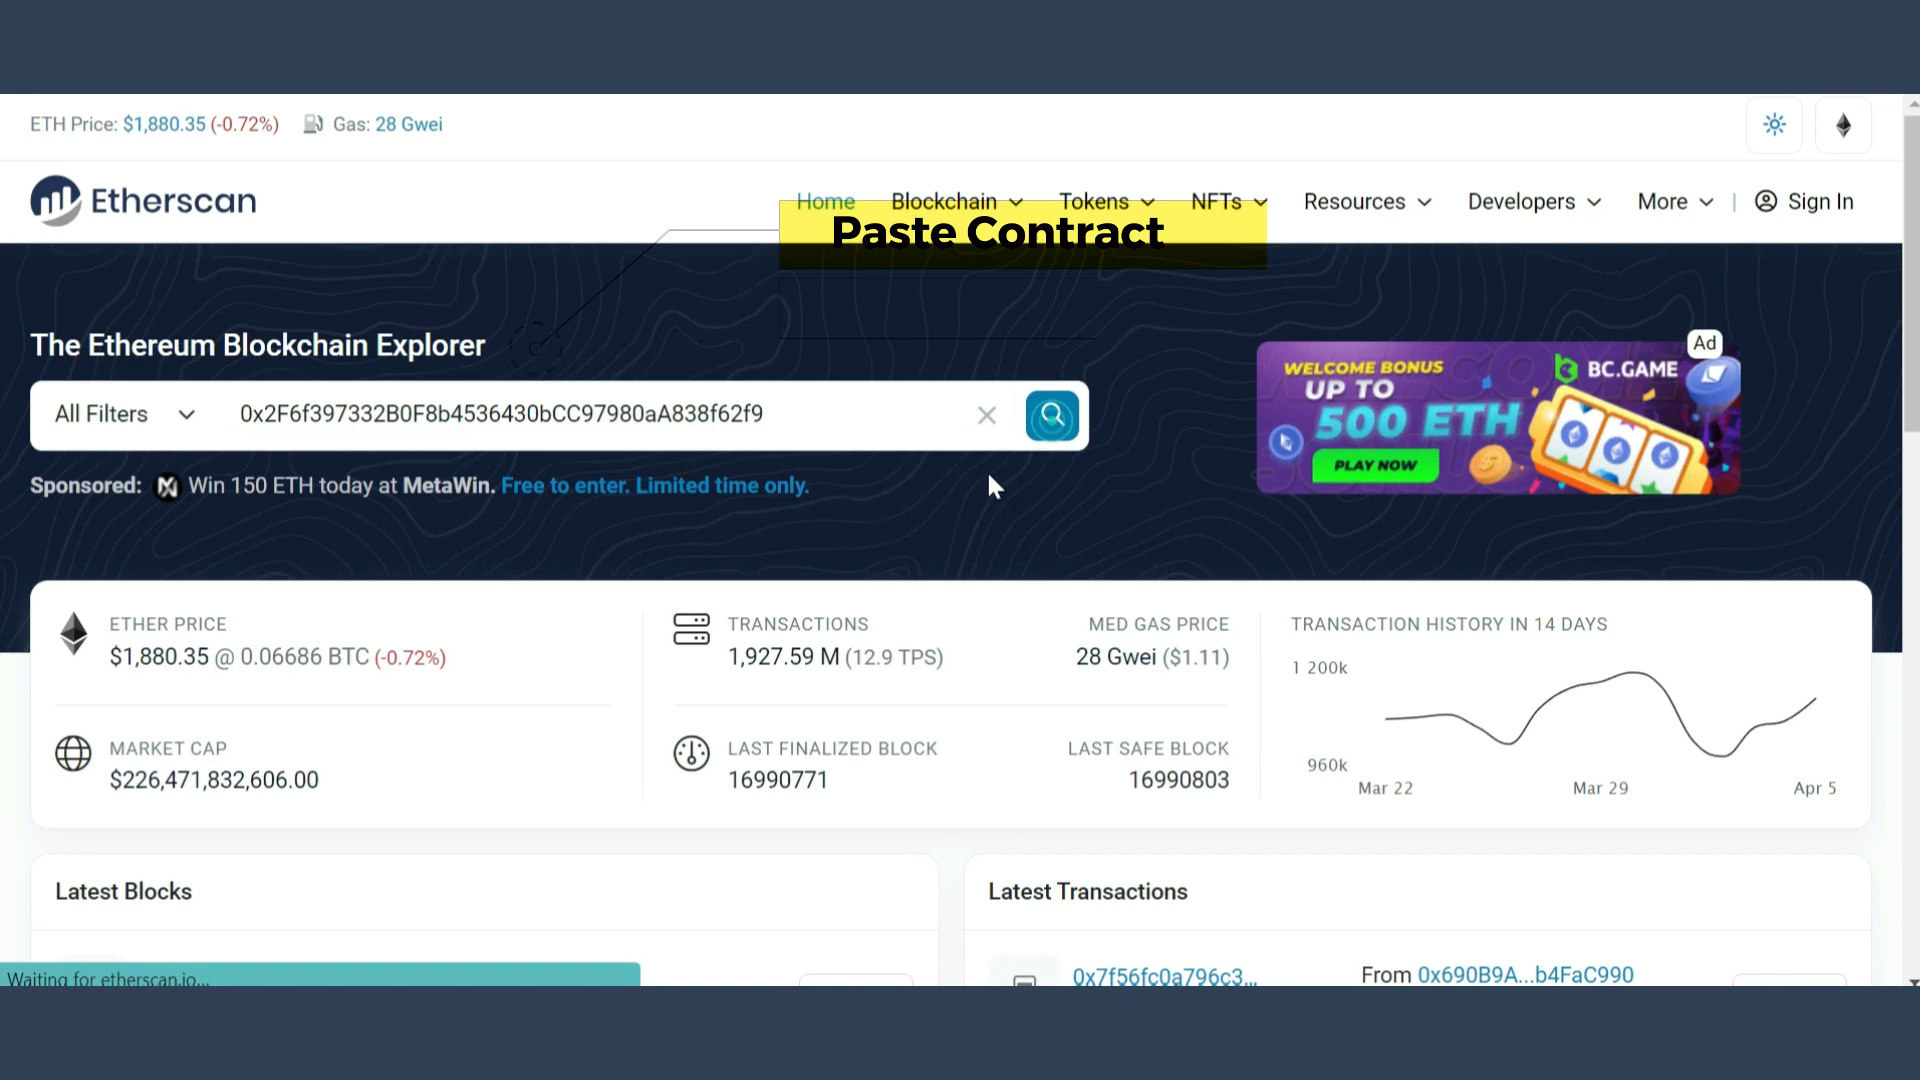 ETH Price: $1,880.35 (-0.72%) Gas: 28 Gwei
Etherscan
Home Blockchain Tokens NFTs Resources Developers More | Sign In
Paste Contract
The Ethereum Blockchain Explorer
All Filters 0x2F6f397332B0F8b4536430bCC97980aA838f62f9
Sponsored: Win 150 ETH today at MetaWin. Free to enter. Limited time only.
Ad
WELCOME BONUS
UP TO
500 ETH
PLAY NOW
BC.GAME
ETHER PRICE
$1,880.35 @ 0.06686 BTC (-0.72%)
MARKET CAP
$226,471,832,606.00
TRANSACTIONS
1,927.59 M (12.9 TPS)
MED GAS PRICE
28 Gwei ($1.11)
LAST FINALIZED BLOCK
16990771
LAST SAFE BLOCK
16990803
TRANSACTION HISTORY IN 14 DAYS
1 200k
960k
Mar 22 Mar 29 Apr 5
Latest Blocks
Latest Transactions
0x7f56fc0a796c3...
From 0x690B9A...b4FaC990
Waiting for etherscan.io...